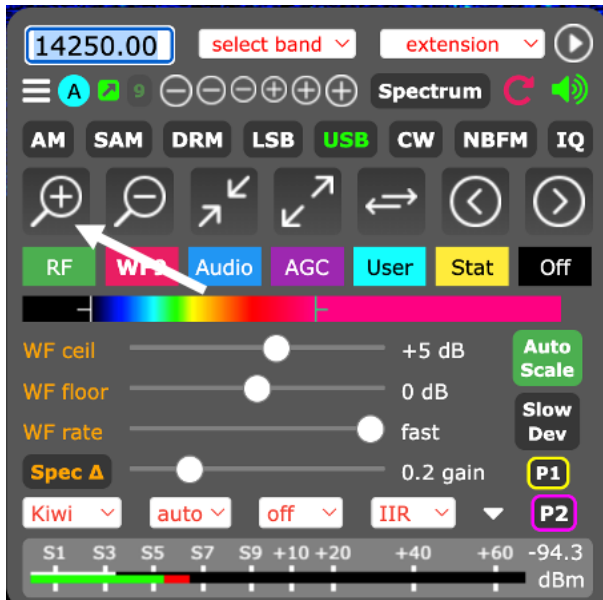 14250.00 select band extension
A 9 Spectrum
AM SAM DRM LSB USB CW NBFM IQ
RF Audio AGC User Stat Off
WF ceil +5 dB Auto Scale
WF floor 0 dB
WF rate fast Slow Dev
Spec Δ 0.2 gain P1
Kiwi auto off IIR P2
S1 S3 S5 S7 S9 +10 +20 +40 +60 -94.3
dBm